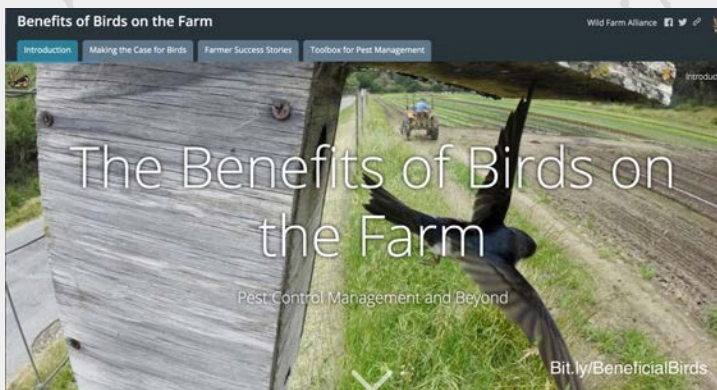 Benefits of Birds on the Farm
Wild Farm Alliance
Introduction Making the Case for Birds Farmer Success Stories Toolbox for Pest Management
The Benefits of Birds on
the Farm
Pest Control Management and Beyond
Bit.ly/BeneficialBirds